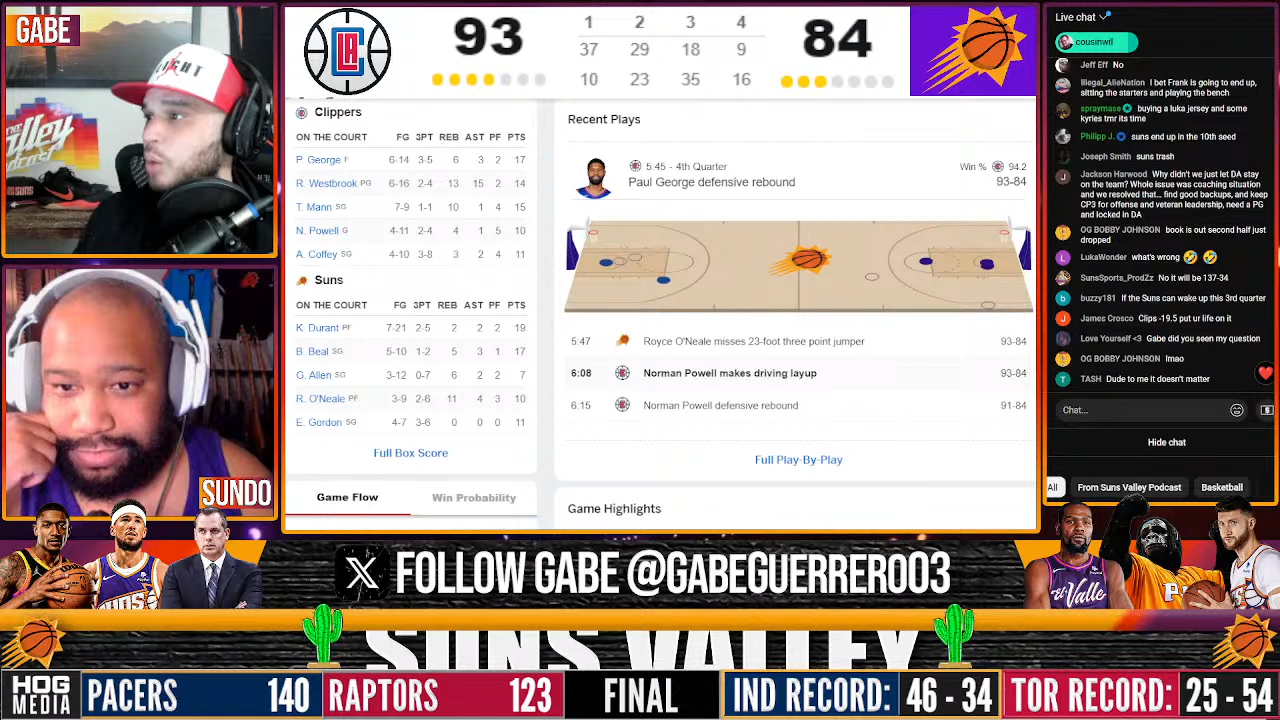 GABE
93
1 2 3 4
37 29 18 9
10 23 35 16
84
Clippers
ON THE COURT FG 3PT REB AST PF PTS
P. George F 6-14 3-5 6 3 2 17
R. Westbrook PG 6-16 2-4 13 15 2 14
T. Mann SG 7-9 1-1 10 1 4 15
N. Powell G 4-11 2-4 4 1 5 10
A. Coffey SG 4-10 3-8 3 2 4 11
Suns
ON THE COURT FG 3PT REB AST PF PTS
K. Durant PF 7-21 2-5 2 2 2 19
B. Beal SG 5-10 1-2 5 3 1 17
G. Allen SG 3-12 0-7 6 2 2 7
R. O'Neale PF 3-9 2-6 11 4 3 10
E. Gordon SG 4-7 3-6 0 0 0 11
Full Box Score
Game Flow
Win Probability
Recent Plays
5:45 - 4th Quarter
Win % 94.2
Paul George defensive rebound
93-84
5:47 Royce O'Neale misses 23-foot three point jumper 93-84
6:08 Norman Powell makes driving layup 93-84
6:15 Norman Powell defensive rebound 91-84
Full Play-By-Play
Game Highlights
Live chat
cousinwil
Jeff Eff No
Illegal_AlieNation I bet Frank is going to end up,
sitting the starters and playing the bench
spraymase buying a luka jersey and some
kyries tmr its time
Philipp J. suns end up in the 10th seed
Joseph Smith suns trash
Jackson Harwood Why didn't we just let DA stay
on the team? Whole issue was coaching situation
and we resolved that... find good backups, and keep
CP3 for offense and veteran leadership, need a PG
and locked in DA
OG BOBBY JOHNSON book is out second half just
dropped
LukaWonder what's wrong 🤣 🤣
SunsSports_ProdZz No it will be 137-34
buzzy181 If the Suns can wake up this 3rd quarter
James Crosco Clips -19.5 put ur life on it
Love Yourself <3 Gabe did you seen my question
OG BOBBY JOHNSON lmao
TASH Dude to me it doesn't matter
Chat...
Hide chat
All
From Suns Valley Podcast
Basketball
SUNDO
FOLLOW GABE @GABEGUERRERO03
SUNS VALLEY
HOG
MEDIA
PACERS 140
RAPTORS 123
FINAL
IND RECORD: 46 - 34
TOR RECORD: 25 - 54